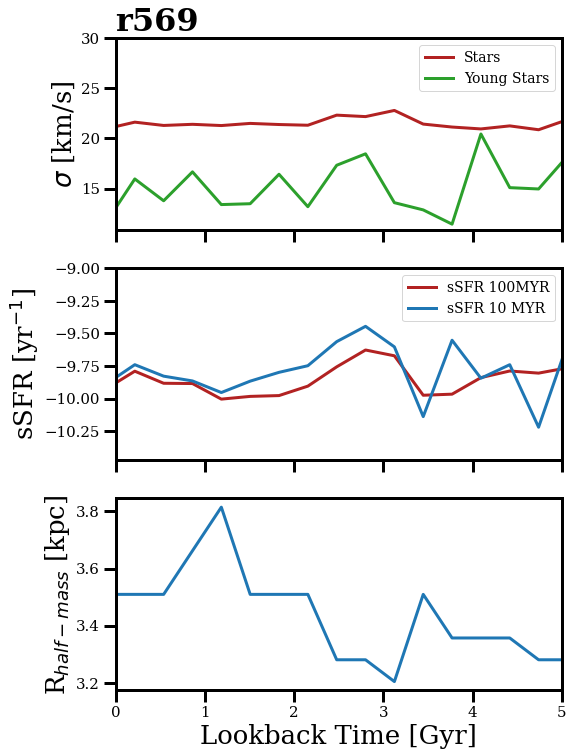 r569
30
25
20
15
σ [km/s]
Stars
Young Stars
−9.00
−9.25
−9.50
−9.75
−10.00
−10.25
sSFR [yr⁻¹]
sSFR 100MYR
sSFR 10 MYR
3.8
3.6
3.4
3.2
R_{half−mass} [kpc]
0 1 2 3 4 5
Lookback Time [Gyr]